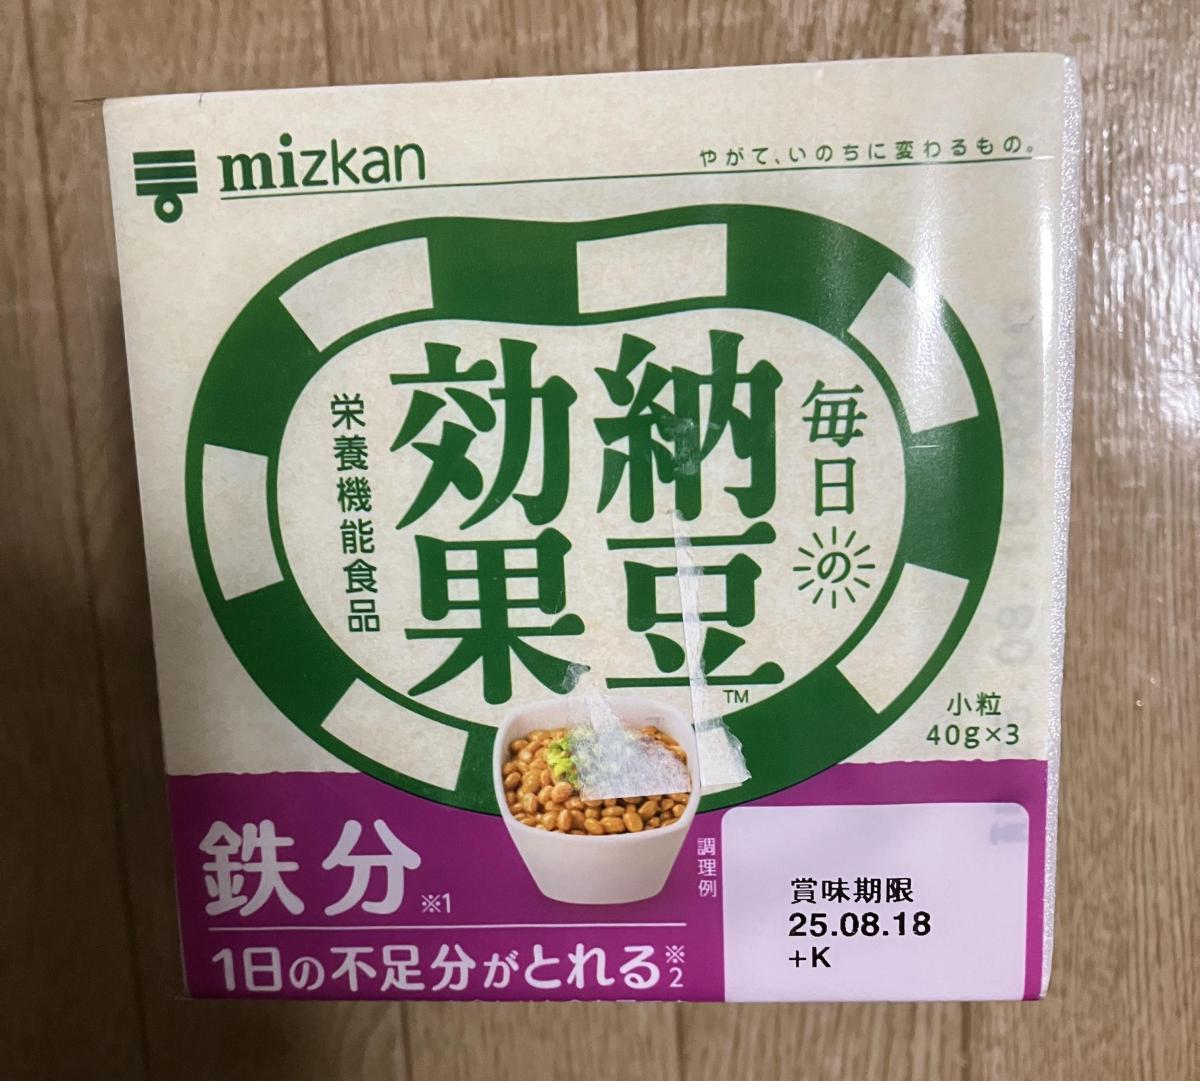 mizkan
やがて、いのちに変わるもの。
毎日の
納豆
効果
TM
栄養機能食品
小粒
40g×3
鉄分※1
1日の不足分がとれる※2
調理例
賞味期限
25.08.18
+K